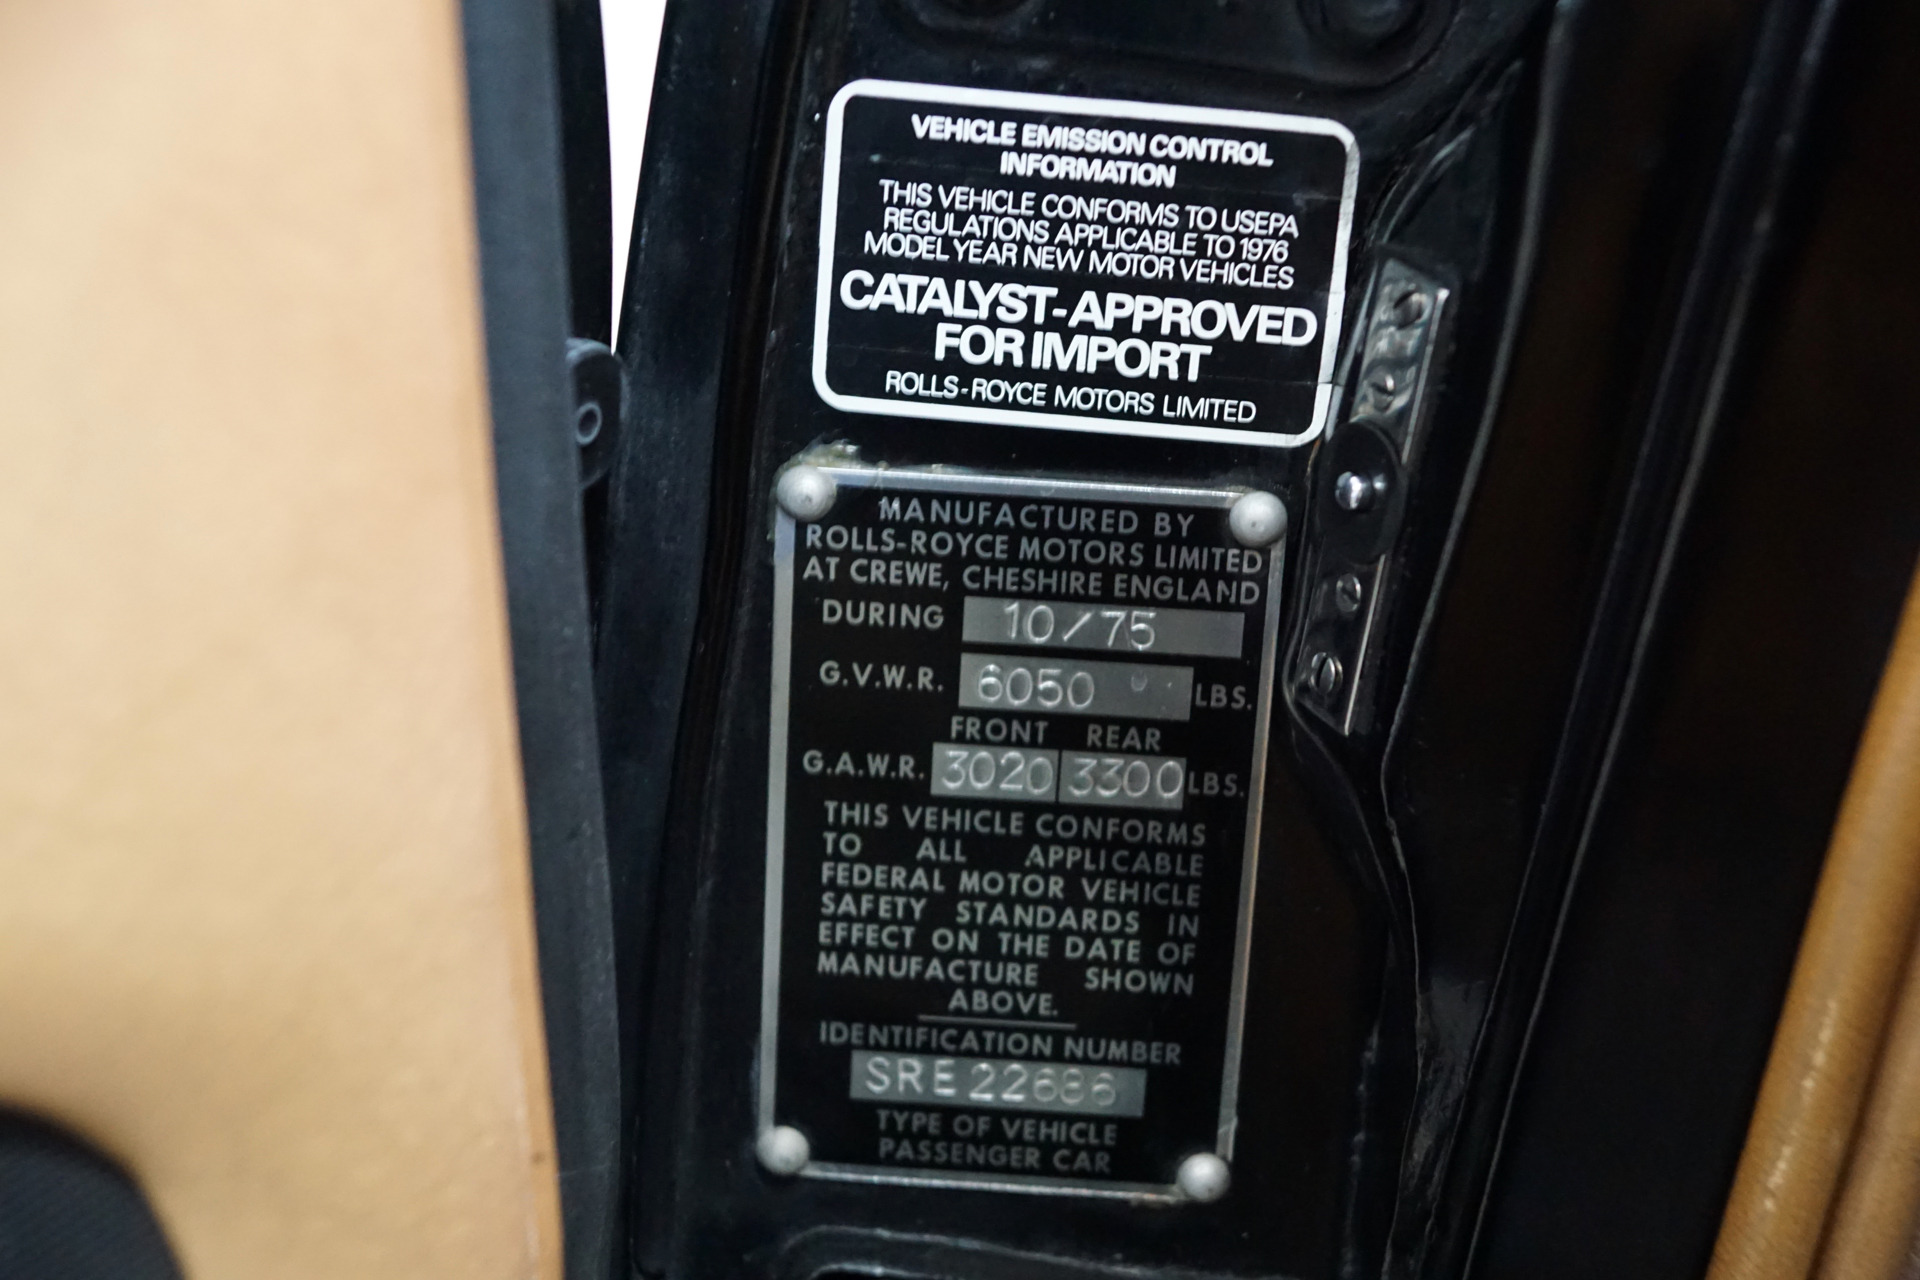 VEHICLE EMISSION CONTROL
INFORMATION
THIS VEHICLE CONFORMS TO USEPA
REGULATIONS APPLICABLE TO 1976
MODEL YEAR NEW MOTOR VEHICLES
CATALYST-APPROVED
FOR IMPORT
ROLLS-ROYCE MOTORS LIMITED
MANUFACTURED BY
ROLLS-ROYCE MOTORS LIMITED
AT CREWE, CHESHIRE ENGLAND
DURING 10/75
G.V.W.R. 6050 LBS.
FRONT REAR
G.A.W.R. 3020 3300 LBS.
THIS VEHICLE CONFORMS
TO ALL APPLICABLE
FEDERAL MOTOR VEHICLE
SAFETY STANDARDS IN
EFFECT ON THE DATE OF
MANUFACTURE SHOWN
ABOVE.
IDENTIFICATION NUMBER
SRE22686
TYPE OF VEHICLE
PASSENGER CAR